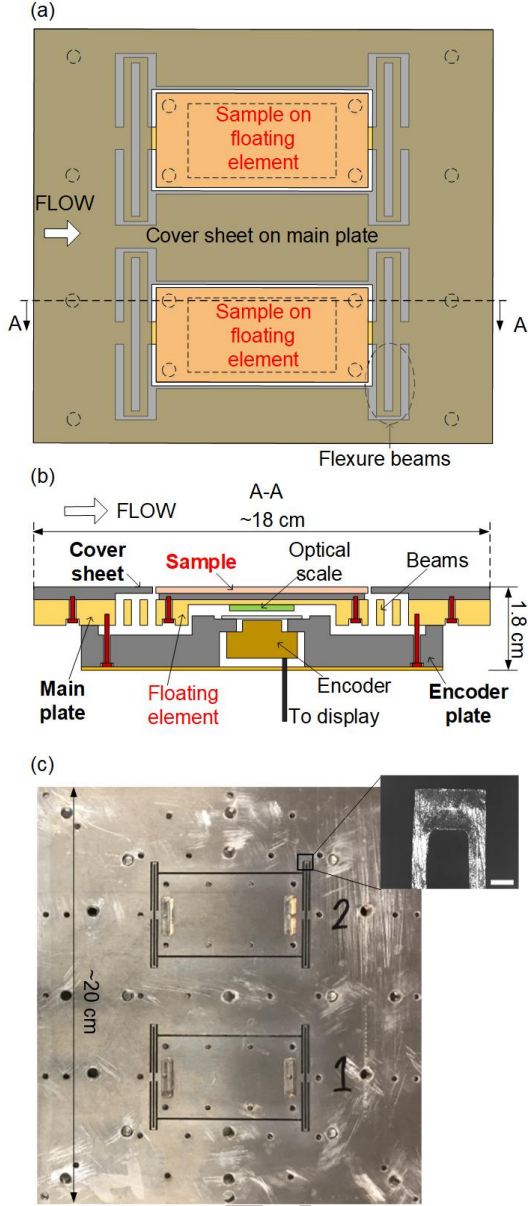 (a)
Sample on
floating
element
FLOW
Cover sheet on main plate
A
A
Sample on
floating
element
Flexure beams
(b)
A-A
FLOW
~18 cm
Cover
sheet
Sample
Optical
scale
Beams
1.8 cm
Main
plate
Floating
element
Encoder
To display
Encoder
plate
(c)
2
~20 cm
1